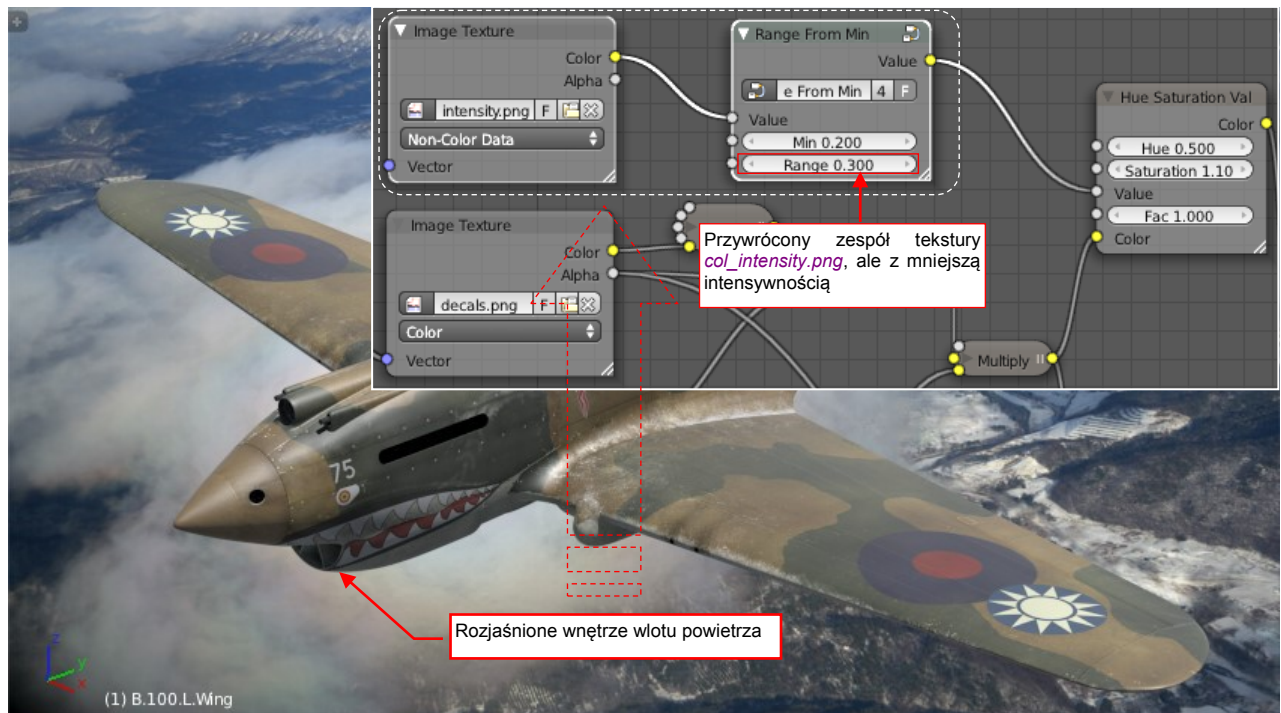 Image Texture
Color
Alpha
intensity.png F
Non-Color Data
Vector
Range From Min
Value
e From Min 4 F
Value
Min 0.200
Range 0.300
Hue Saturation Val
Color
Hue 0.500
Saturation 1.10
Value
Fac 1.000
Color
Image Texture
Color
Alpha
decals.png F
Color
Vector
Przywrócony zespół tekstury
col_intensity.png, ale z mniejszą
intensywnością
Multiply
75
Rozjaśnione wnętrze wlotu powietrza
z
y
x
(1) B.100.L.Wing